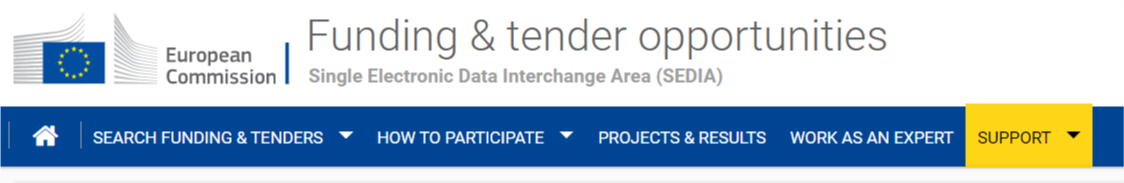 European
Commission
Funding & tender opportunities
Single Electronic Data Interchange Area (SEDIA)
SEARCH FUNDING & TENDERS HOW TO PARTICIPATE PROJECTS & RESULTS WORK AS AN EXPERT SUPPORT